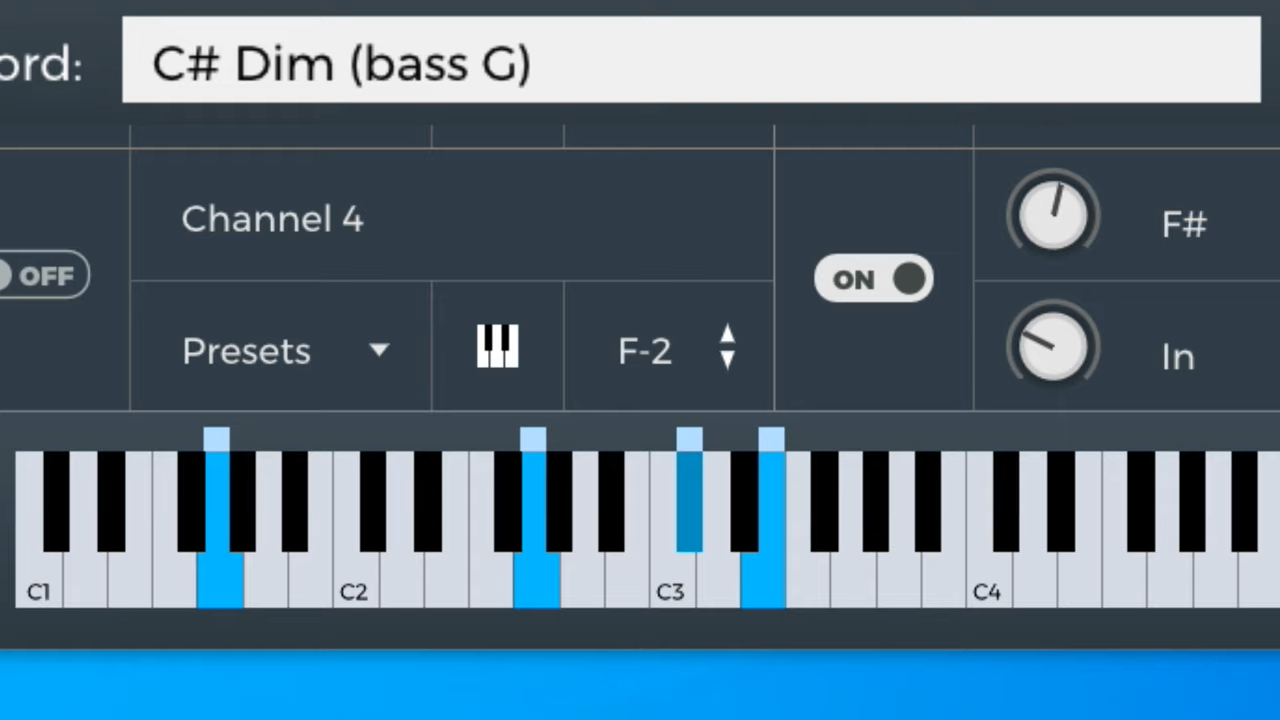 ord: C# Dim (bass G)
Channel 4
F#
OFF
ON
Presets
F-2
In
C1 C2 C3 C4